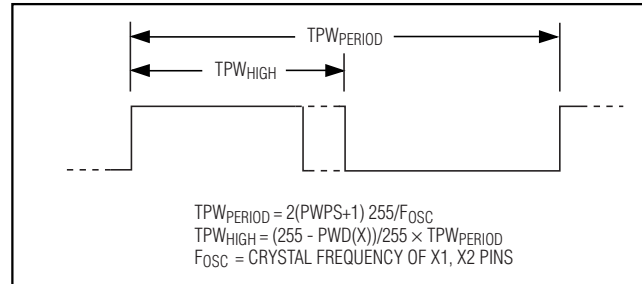 TPWPERIOD
TPWHIGH
TPWPERIOD = 2(PWPS+1) 255/FOSC
TPWHIGH = (255 - PWD(X))/255 × TPWPERIOD
FOSC = CRYSTAL FREQUENCY OF X1, X2 PINS